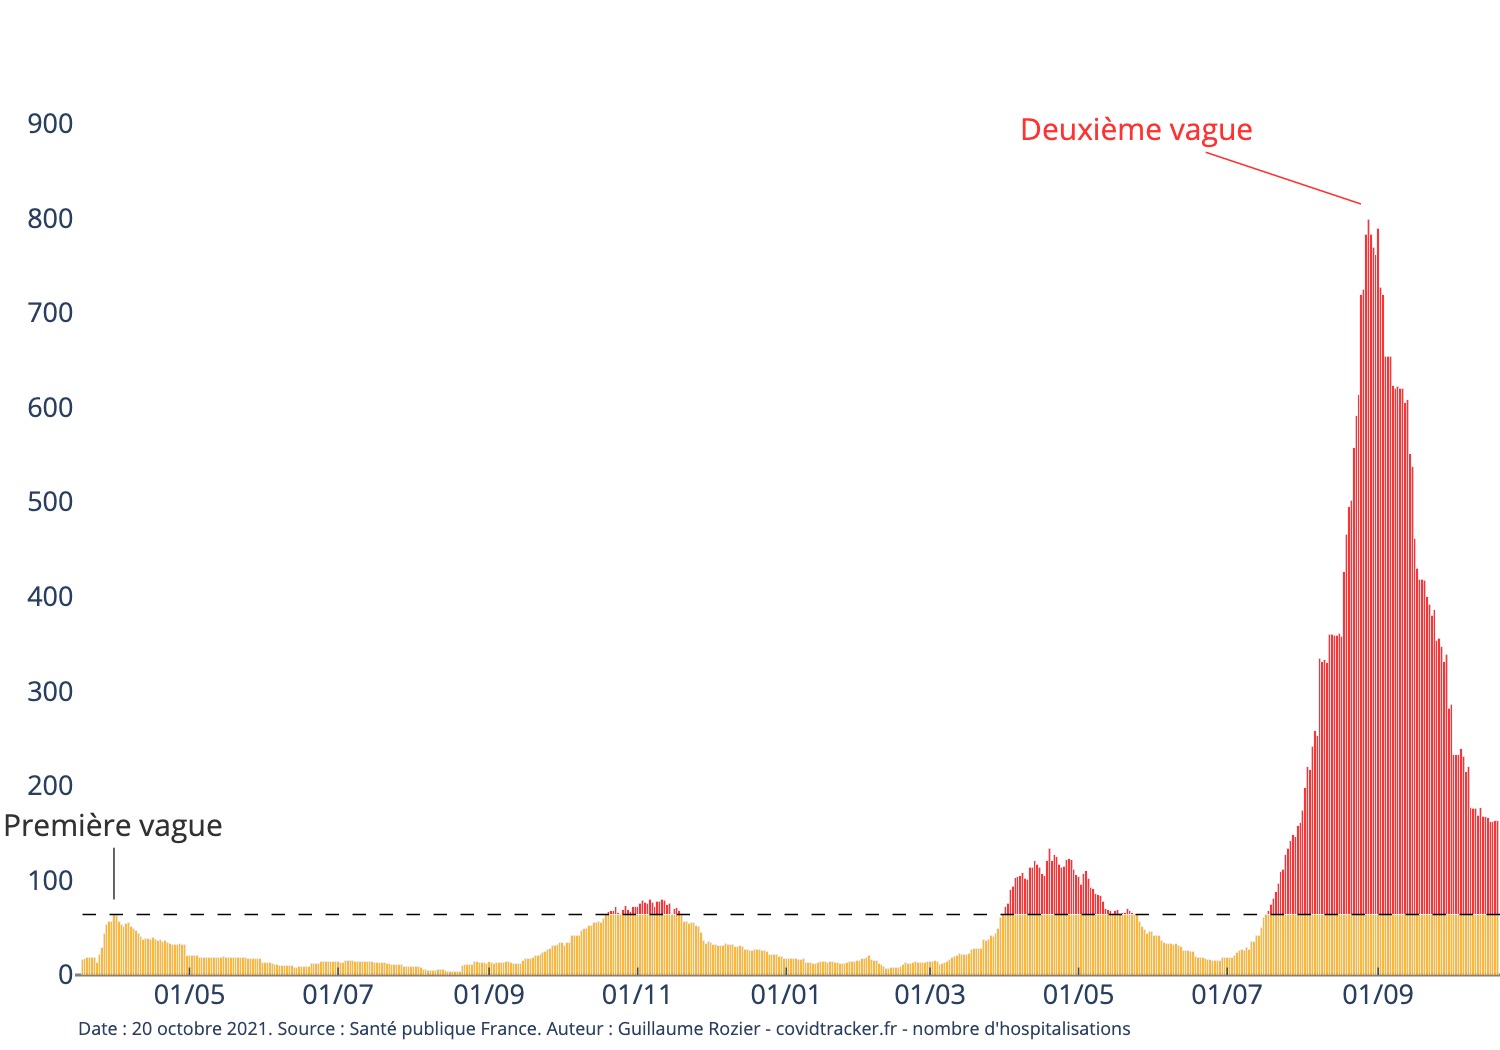 900
Deuxième vague
800
700
600
500
400
300
200
Première vague
100
0
01/05 01/07 01/09 01/11 01/01 01/03 01/05 01/07 01/09
Date : 20 octobre 2021. Source : Santé publique France. Auteur : Guillaume Rozier - covidtracker.fr - nombre d'hospitalisations